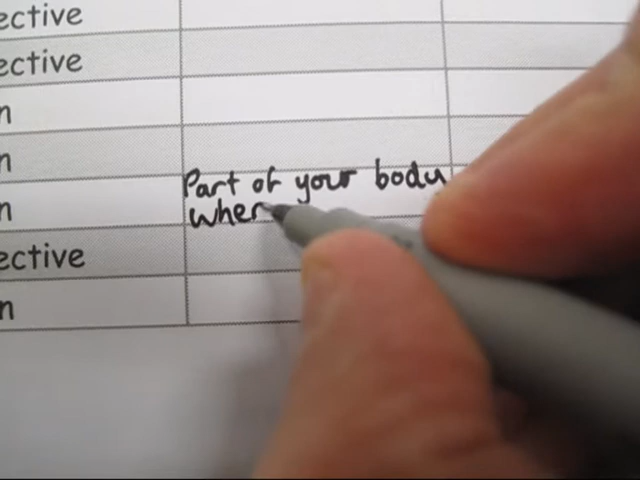 ective
ective
n
n
n Part of your body
wher
ective
n